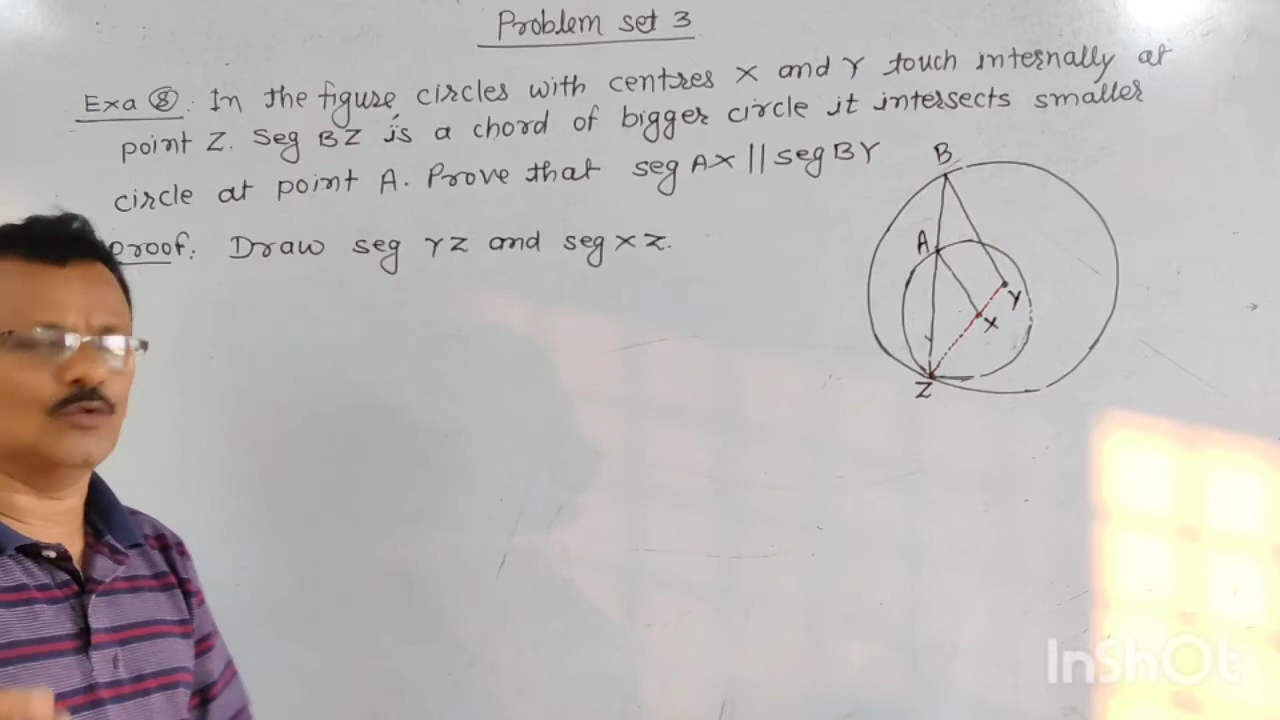 Problem set 3
Exa ⑧: In the figure, circles with centres X and Y touch internally at
point Z. Seg BZ is a chord of bigger circle it intersects smaller
circle at point A. Prove that seg AX || seg BY
proof: Draw seg YZ and seg XZ.
B
A
Y
X
Z
InShOt